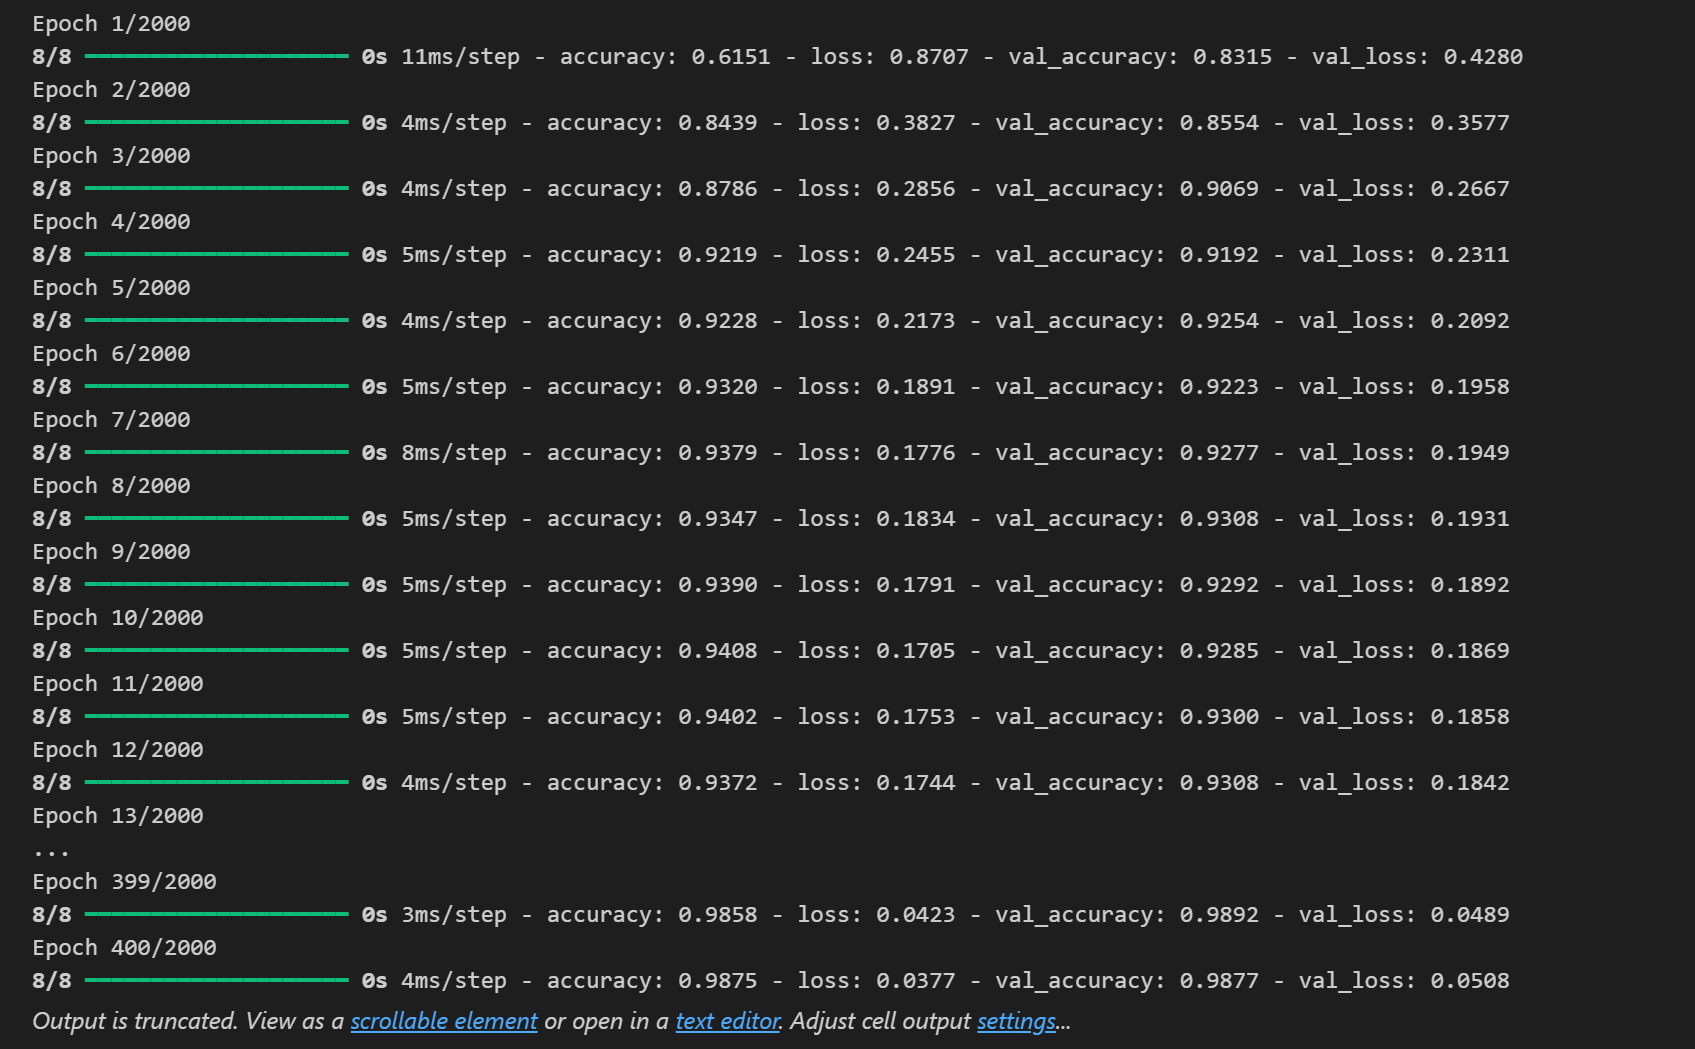 Epoch 1/2000
8/8 ━━━━━━━━━━━━━━━━━━━━ 0s 11ms/step - accuracy: 0.6151 - loss: 0.8707 - val_accuracy: 0.8315 - val_loss: 0.4280
Epoch 2/2000
8/8 ━━━━━━━━━━━━━━━━━━━━ 0s 4ms/step - accuracy: 0.8439 - loss: 0.3827 - val_accuracy: 0.8554 - val_loss: 0.3577
Epoch 3/2000
8/8 ━━━━━━━━━━━━━━━━━━━━ 0s 4ms/step - accuracy: 0.8786 - loss: 0.2856 - val_accuracy: 0.9069 - val_loss: 0.2667
Epoch 4/2000
8/8 ━━━━━━━━━━━━━━━━━━━━ 0s 5ms/step - accuracy: 0.9219 - loss: 0.2455 - val_accuracy: 0.9192 - val_loss: 0.2311
Epoch 5/2000
8/8 ━━━━━━━━━━━━━━━━━━━━ 0s 4ms/step - accuracy: 0.9228 - loss: 0.2173 - val_accuracy: 0.9254 - val_loss: 0.2092
Epoch 6/2000
8/8 ━━━━━━━━━━━━━━━━━━━━ 0s 5ms/step - accuracy: 0.9320 - loss: 0.1891 - val_accuracy: 0.9223 - val_loss: 0.1958
Epoch 7/2000
8/8 ━━━━━━━━━━━━━━━━━━━━ 0s 8ms/step - accuracy: 0.9379 - loss: 0.1776 - val_accuracy: 0.9277 - val_loss: 0.1949
Epoch 8/2000
8/8 ━━━━━━━━━━━━━━━━━━━━ 0s 5ms/step - accuracy: 0.9347 - loss: 0.1834 - val_accuracy: 0.9308 - val_loss: 0.1931
Epoch 9/2000
8/8 ━━━━━━━━━━━━━━━━━━━━ 0s 5ms/step - accuracy: 0.9390 - loss: 0.1791 - val_accuracy: 0.9292 - val_loss: 0.1892
Epoch 10/2000
8/8 ━━━━━━━━━━━━━━━━━━━━ 0s 5ms/step - accuracy: 0.9408 - loss: 0.1705 - val_accuracy: 0.9285 - val_loss: 0.1869
Epoch 11/2000
8/8 ━━━━━━━━━━━━━━━━━━━━ 0s 5ms/step - accuracy: 0.9402 - loss: 0.1753 - val_accuracy: 0.9300 - val_loss: 0.1858
Epoch 12/2000
8/8 ━━━━━━━━━━━━━━━━━━━━ 0s 4ms/step - accuracy: 0.9372 - loss: 0.1744 - val_accuracy: 0.9308 - val_loss: 0.1842
Epoch 13/2000
...
Epoch 399/2000
8/8 ━━━━━━━━━━━━━━━━━━━━ 0s 3ms/step - accuracy: 0.9858 - loss: 0.0423 - val_accuracy: 0.9892 - val_loss: 0.0489
Epoch 400/2000
8/8 ━━━━━━━━━━━━━━━━━━━━ 0s 4ms/step - accuracy: 0.9875 - loss: 0.0377 - val_accuracy: 0.9877 - val_loss: 0.0508
Output is truncated. View as a scrollable element or open in a text editor. Adjust cell output settings...